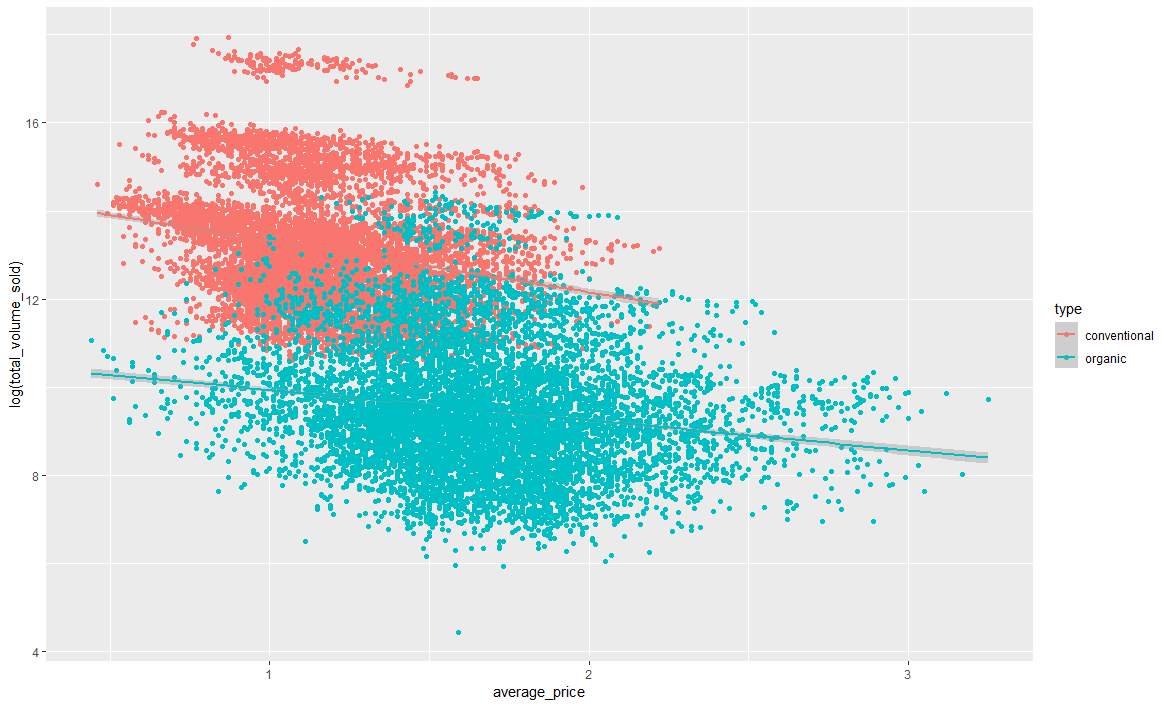 log(total_volume_sold)
16
12
8
4
1
2
3
average_price
type
conventional
organic